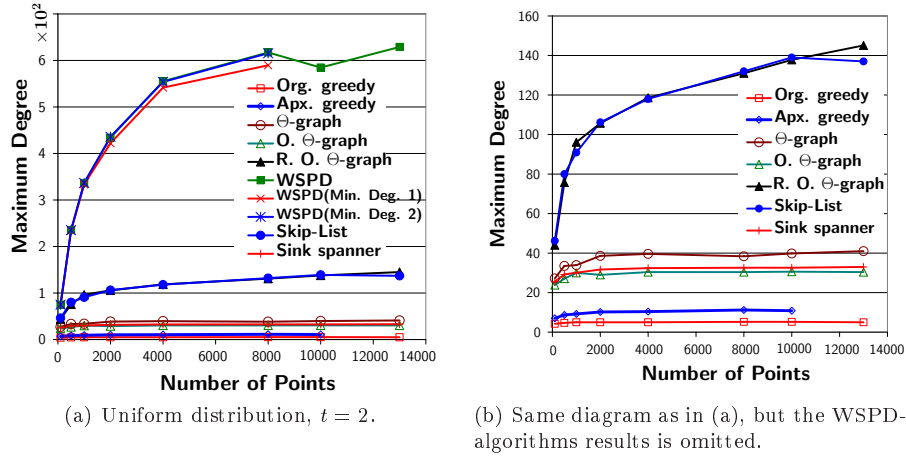 ×10²
7
6
5
4
3
2
1
0
Maximum Degree
0 2000 4000 6000 8000 10000 12000 14000
Number of Points
Org. greedy
Apx. greedy
Θ-graph
O. Θ-graph
R. O. Θ-graph
WSPD
WSPD(Min. Deg. 1)
WSPD(Min. Deg. 2)
Skip-List
Sink spanner
(a) Uniform distribution, t = 2.
160
140
120
100
80
60
40
20
0
Maximum Degree
0 2000 4000 6000 8000 10000 12000 14000
Number of Points
Org. greedy
Apx. greedy
Θ-graph
O. Θ-graph
R. O. Θ-graph
Skip-List
Sink spanner
(b) Same diagram as in (a), but the WSPD-
algorithms results is omitted.